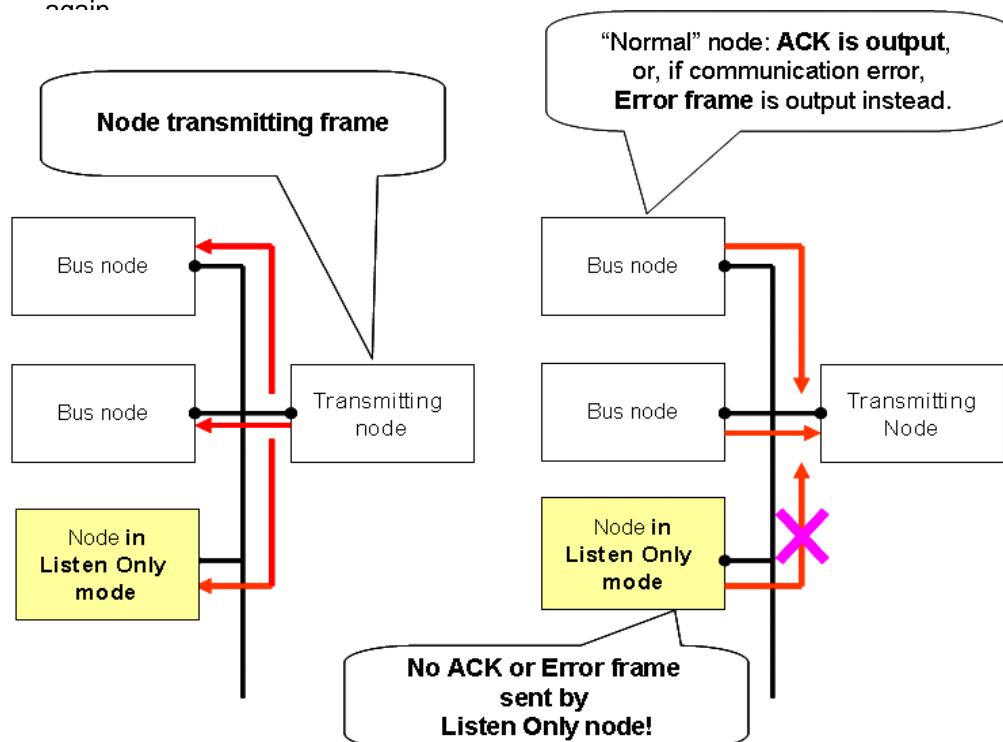 again
"Normal" node: ACK is output,
or, if communication error,
Error frame is output instead.
Node transmitting frame
Bus node
Bus node
Transmitting
node
Node in
Listen Only
mode
Bus node
Bus node
Transmitting
Node
Node in
Listen Only
mode
No ACK or Error frame
sent by
Listen Only node!